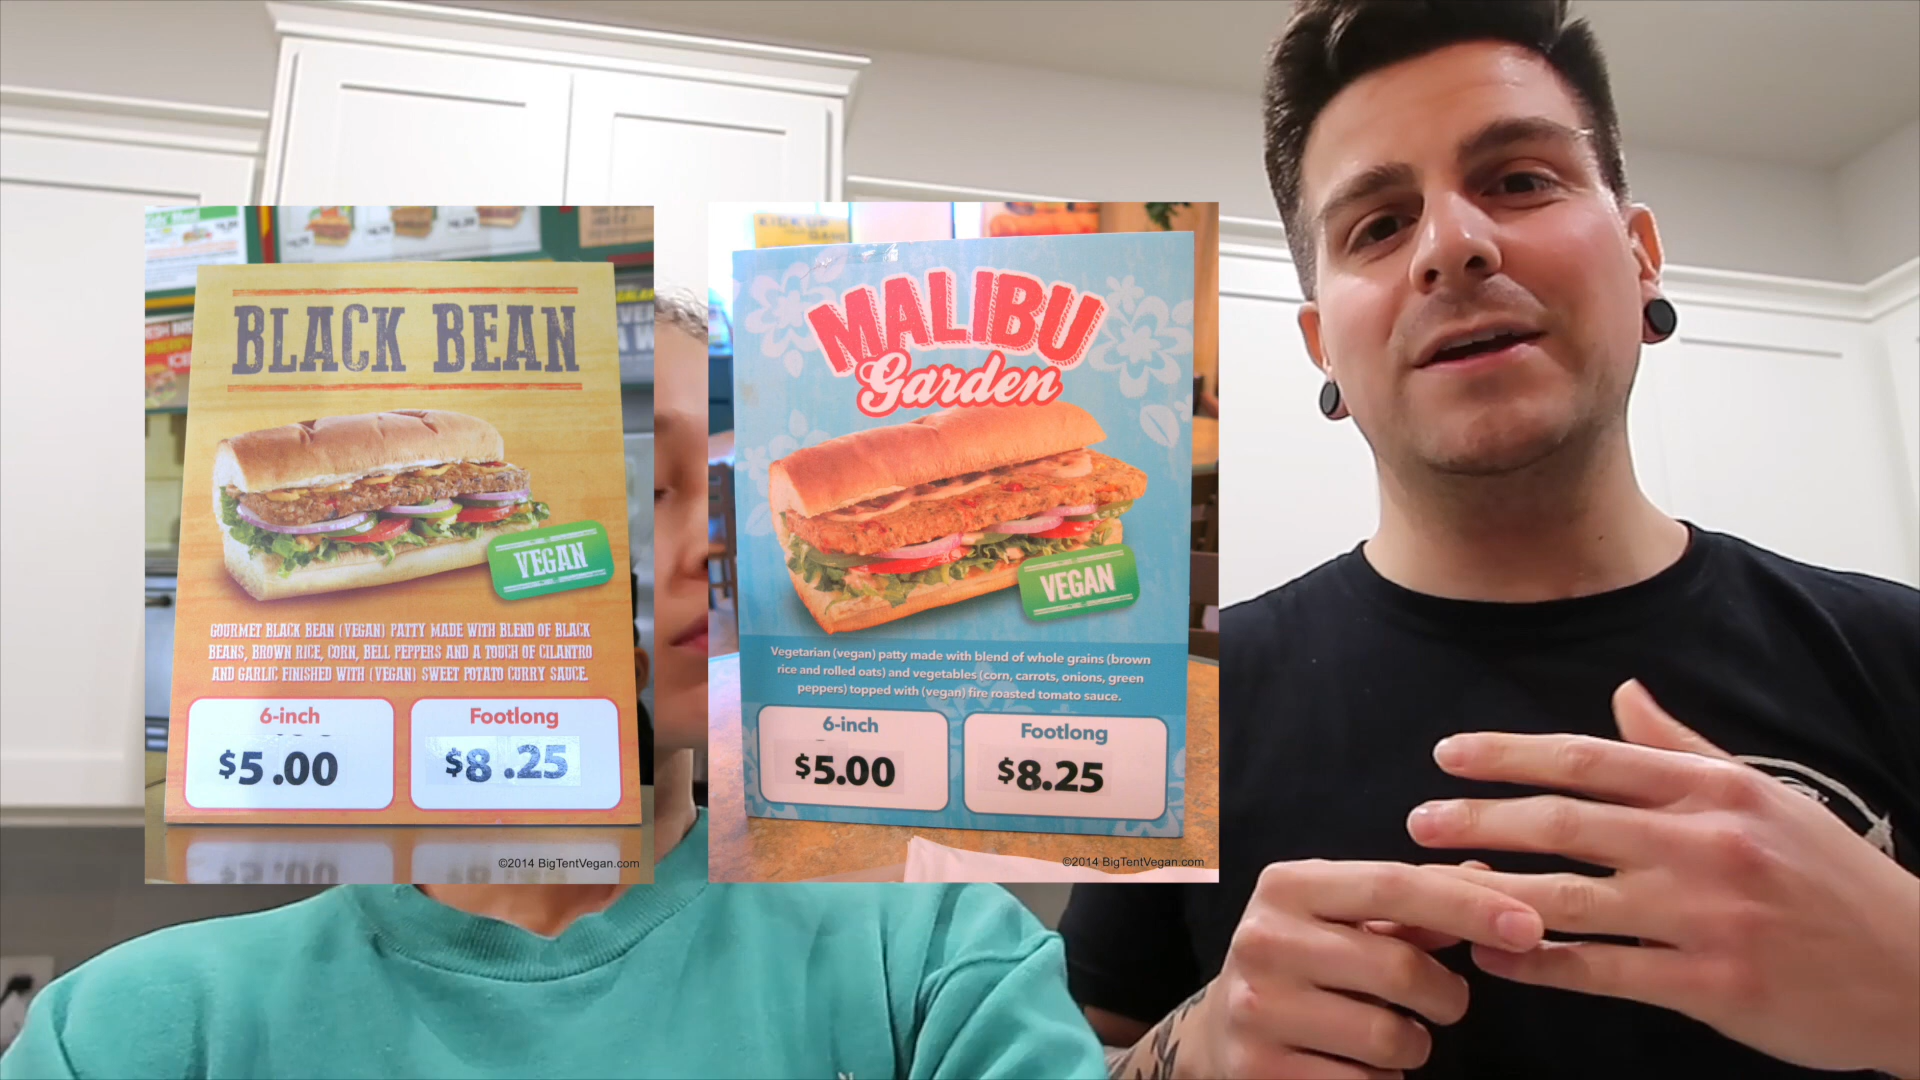 BLACK BEAN
VEGAN
GOURMET BLACK BEAN (VEGAN) PATTY MADE WITH BLEND OF BLACK
BEANS, BROWN RICE, CORN, BELL PEPPERS AND A TOUCH OF CILANTRO
AND GARLIC FINISHED WITH (VEGAN) SWEET POTATO CURRY SAUCE.
6-inch
$5.00
Footlong
$8.25
©2014 BigTentVegan.com
MALIBU
Garden
VEGAN
Vegetarian (vegan) patty made with blend of whole grains (brown
rice and rolled oats) and vegetables (corn, carrots, onions, green
peppers) topped with (vegan) fire roasted tomato sauce.
6-inch
$5.00
Footlong
$8.25
©2014 BigTentVegan.com